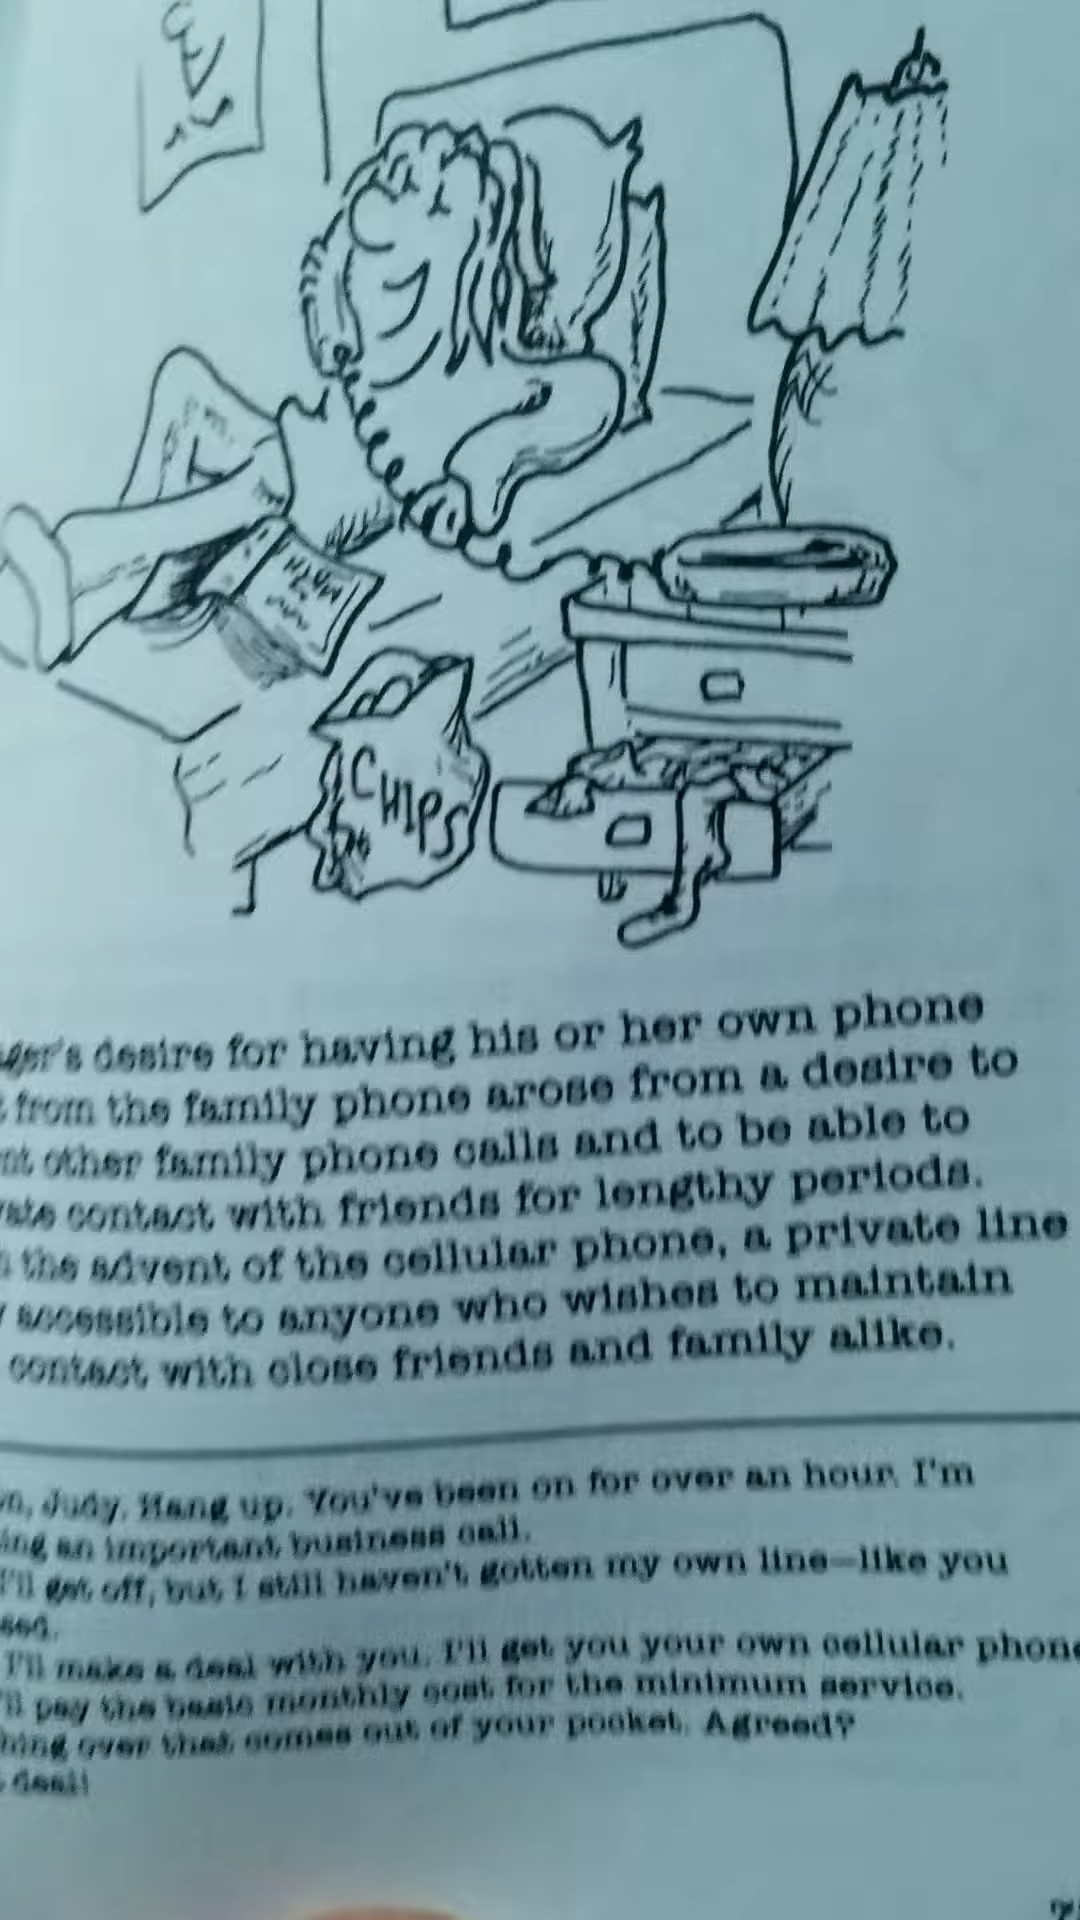 MATH
CHIPS
desire for having his or her own phone
from the family phone arose from a desire to
other family phone calls and to be able to
contact with friends for lengthy periods.
the advent of the cellular phone, a private line
accessible to anyone who wishes to maintain
contact with close friends and family alike.
Judy. Hang up. You've been on for over an hour. I'm
an important business call.
I'll get off, but I still haven't gotten my own line—like you
I'll make a deal with you. I'll get you your own cellular phone
pay the basic monthly cost for the minimum service.
over that comes out of your pocket. Agreed?
deal!